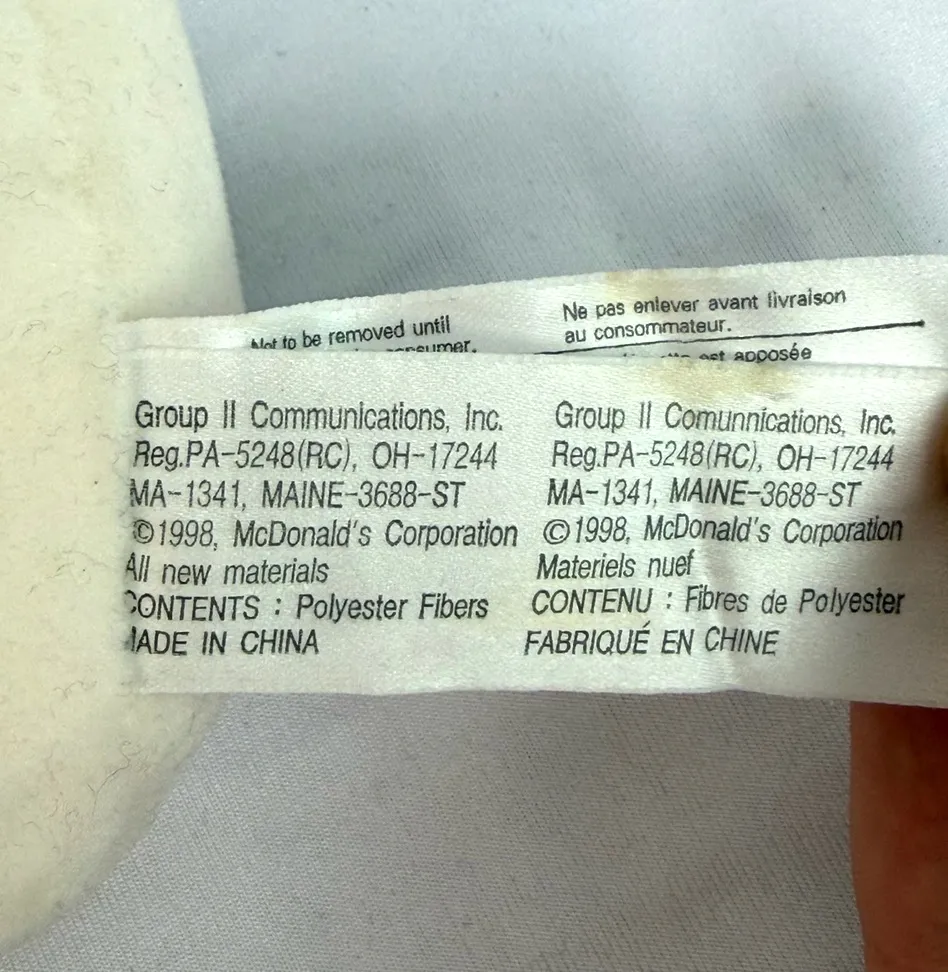 Not to be removed until
consumer.
Ne pas enlever avant livraison
au consommateur.
est apposée
Group II Communications, Inc.
Reg.PA-5248(RC), OH-17244
MA-1341, MAINE-3688-ST
©1998, McDonald's Corporation
All new materials
CONTENTS : Polyester Fibers
MADE IN CHINA
Group II Comunnications, Inc.
Reg.PA-5248(RC), OH-17244
MA-1341, MAINE-3688-ST
©1998, McDonald's Corporation
Materiels nuef
CONTENU : Fibres de Polyester
FABRIQUÉ EN CHINE